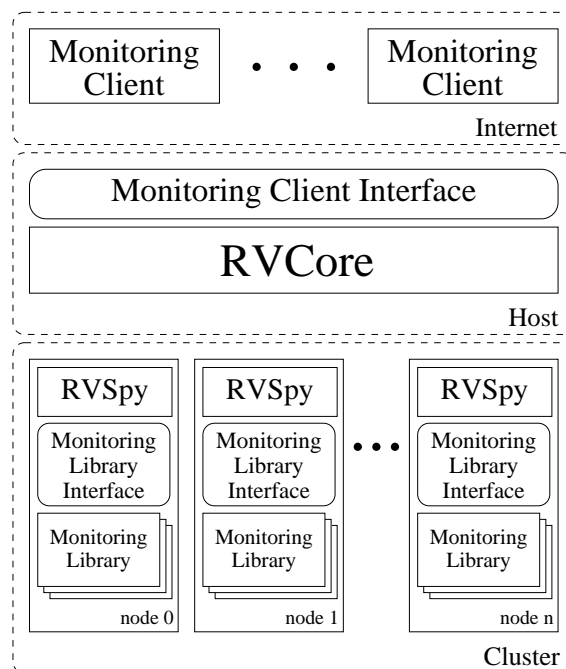 Monitoring
Client
Monitoring
Client
Internet
Monitoring Client Interface
RVCore
Host
RVSpy
Monitoring
Library
Interface
Monitoring
Library
node 0
RVSpy
Monitoring
Library
Interface
Monitoring
Library
node 1
RVSpy
Monitoring
Library
Interface
Monitoring
Library
node n
Cluster